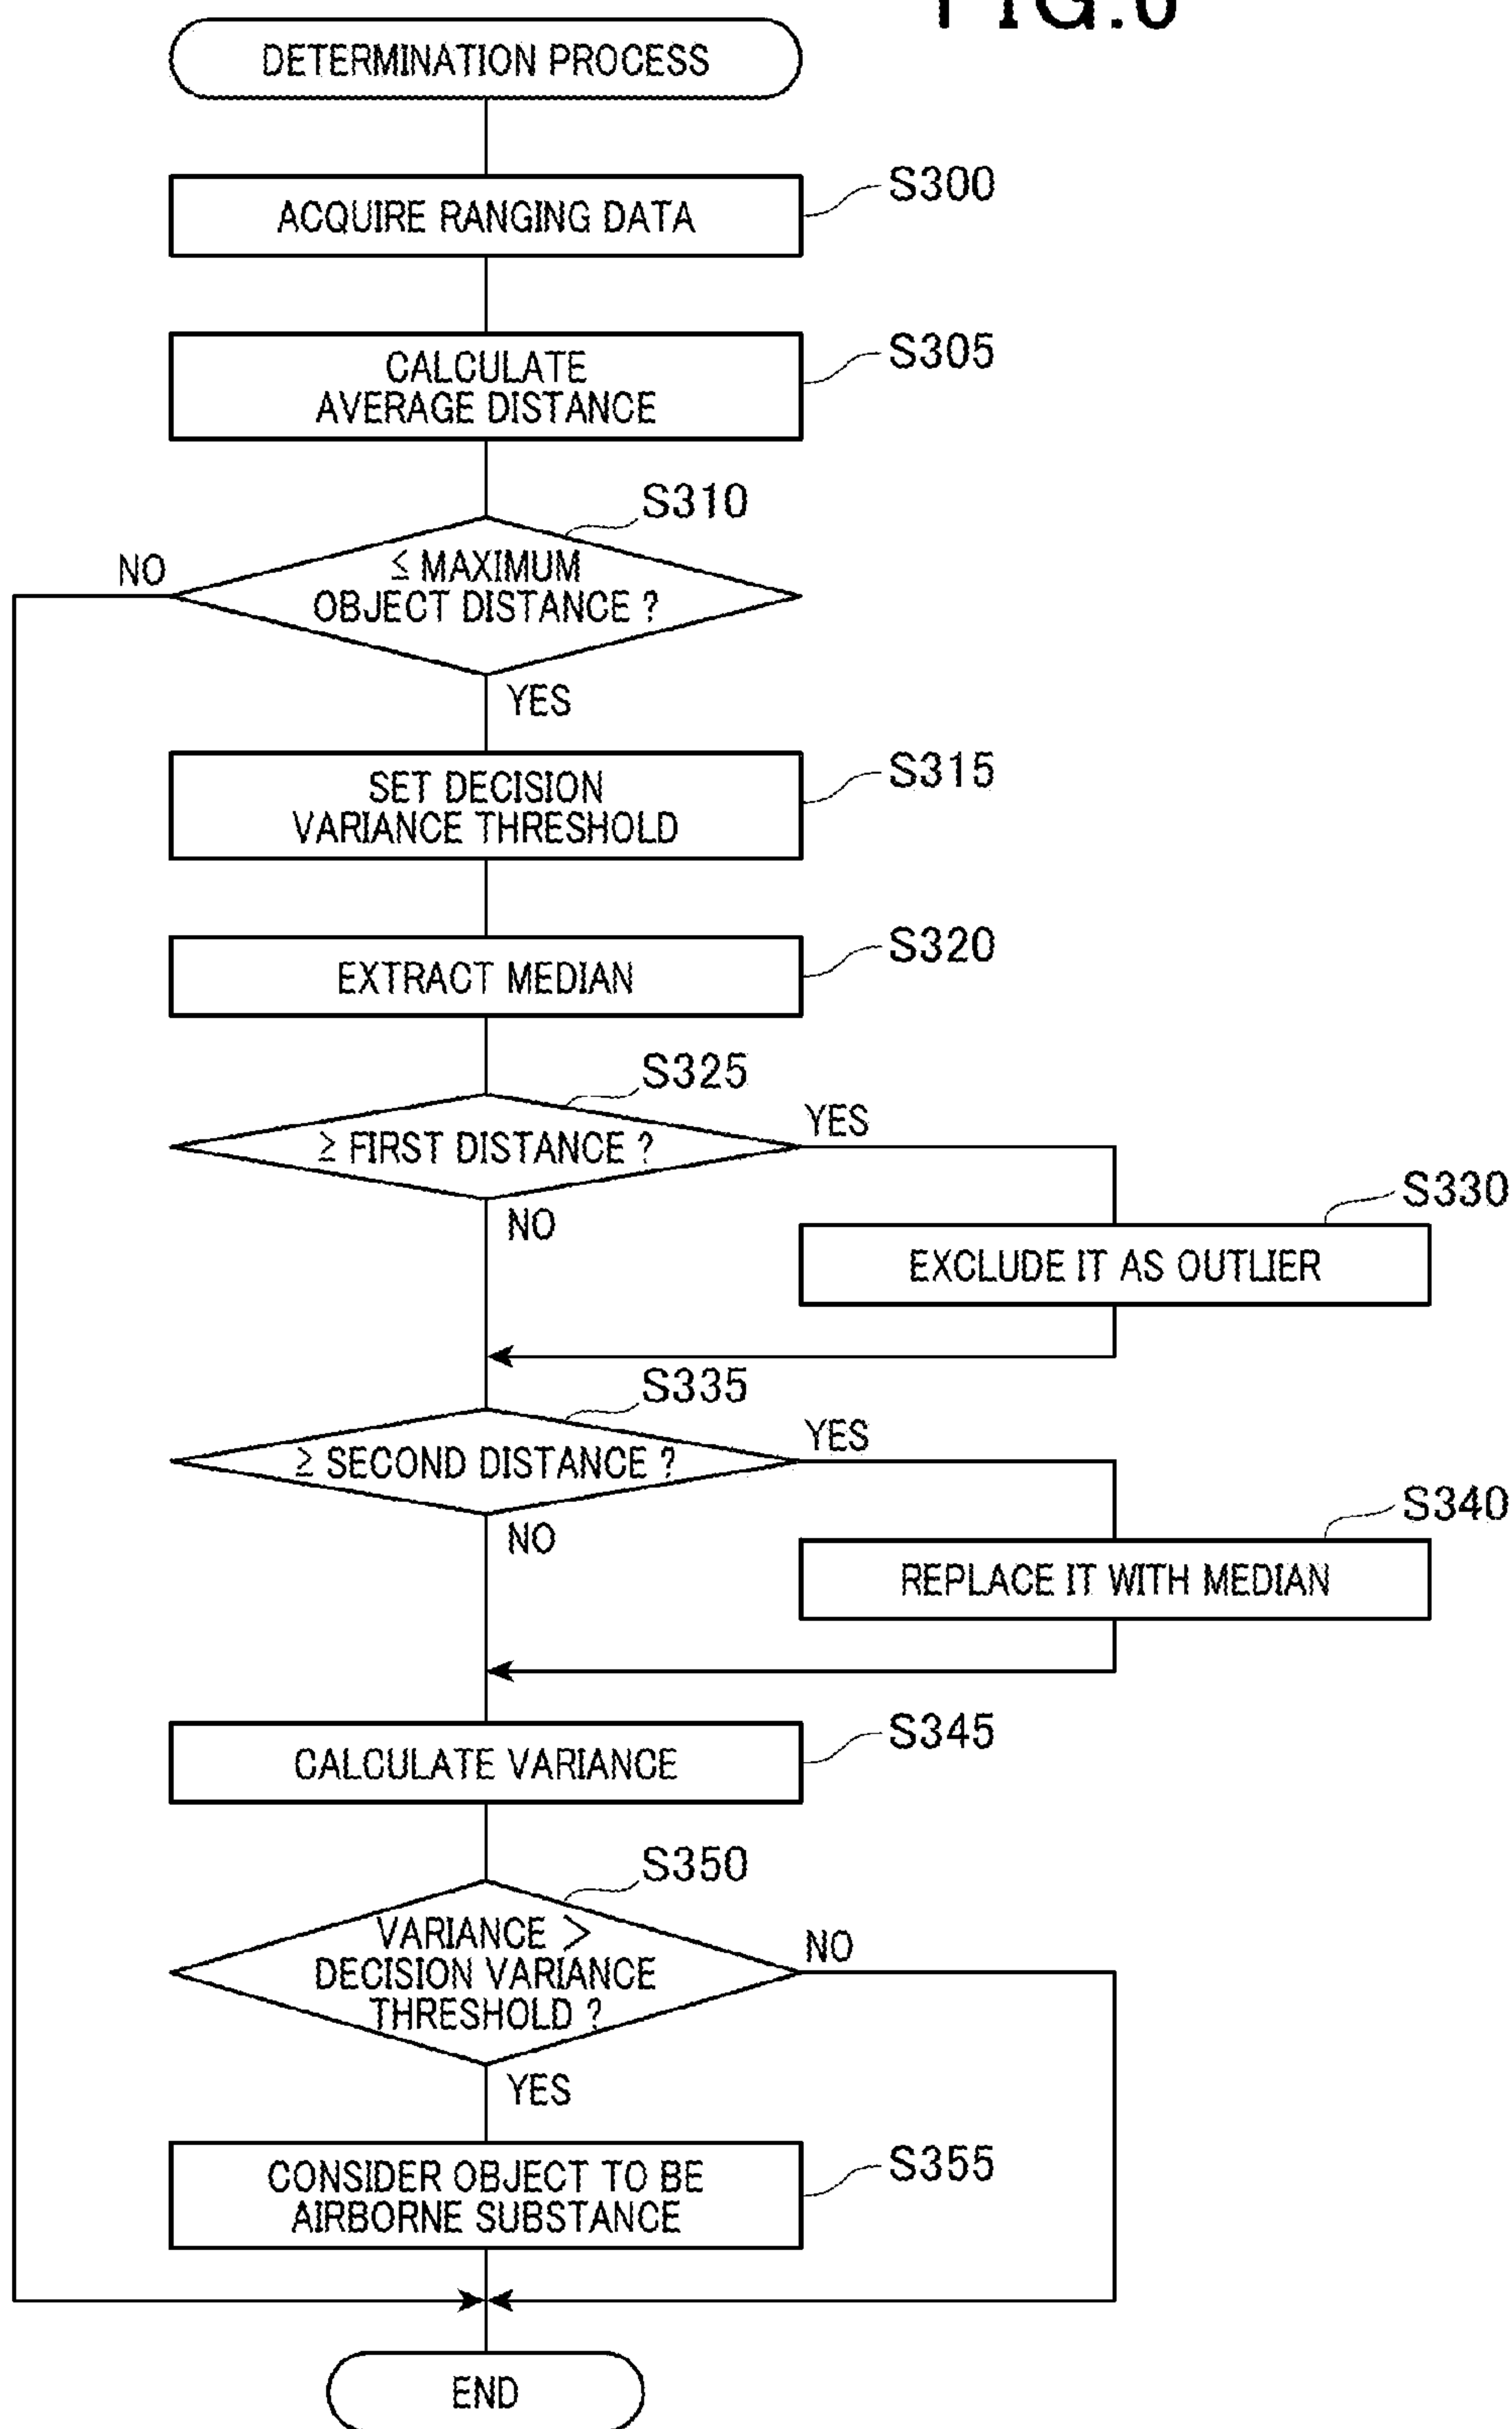 FIG.6
DETERMINATION PROCESS
S300
ACQUIRE RANGING DATA
S305
CALCULATE
AVERAGE DISTANCE
S310
NO
≤ MAXIMUM
OBJECT DISTANCE ?
YES
S315
SET DECISION
VARIANCE THRESHOLD
S320
EXTRACT MEDIAN
S325
YES
≥ FIRST DISTANCE ?
NO
S330
EXCLUDE IT AS OUTLIER
S335
YES
≥ SECOND DISTANCE ?
NO
S340
REPLACE IT WITH MEDIAN
S345
CALCULATE VARIANCE
S350
VARIANCE >
DECISION VARIANCE
THRESHOLD ?
NO
YES
S355
CONSIDER OBJECT TO BE
AIRBORNE SUBSTANCE
END